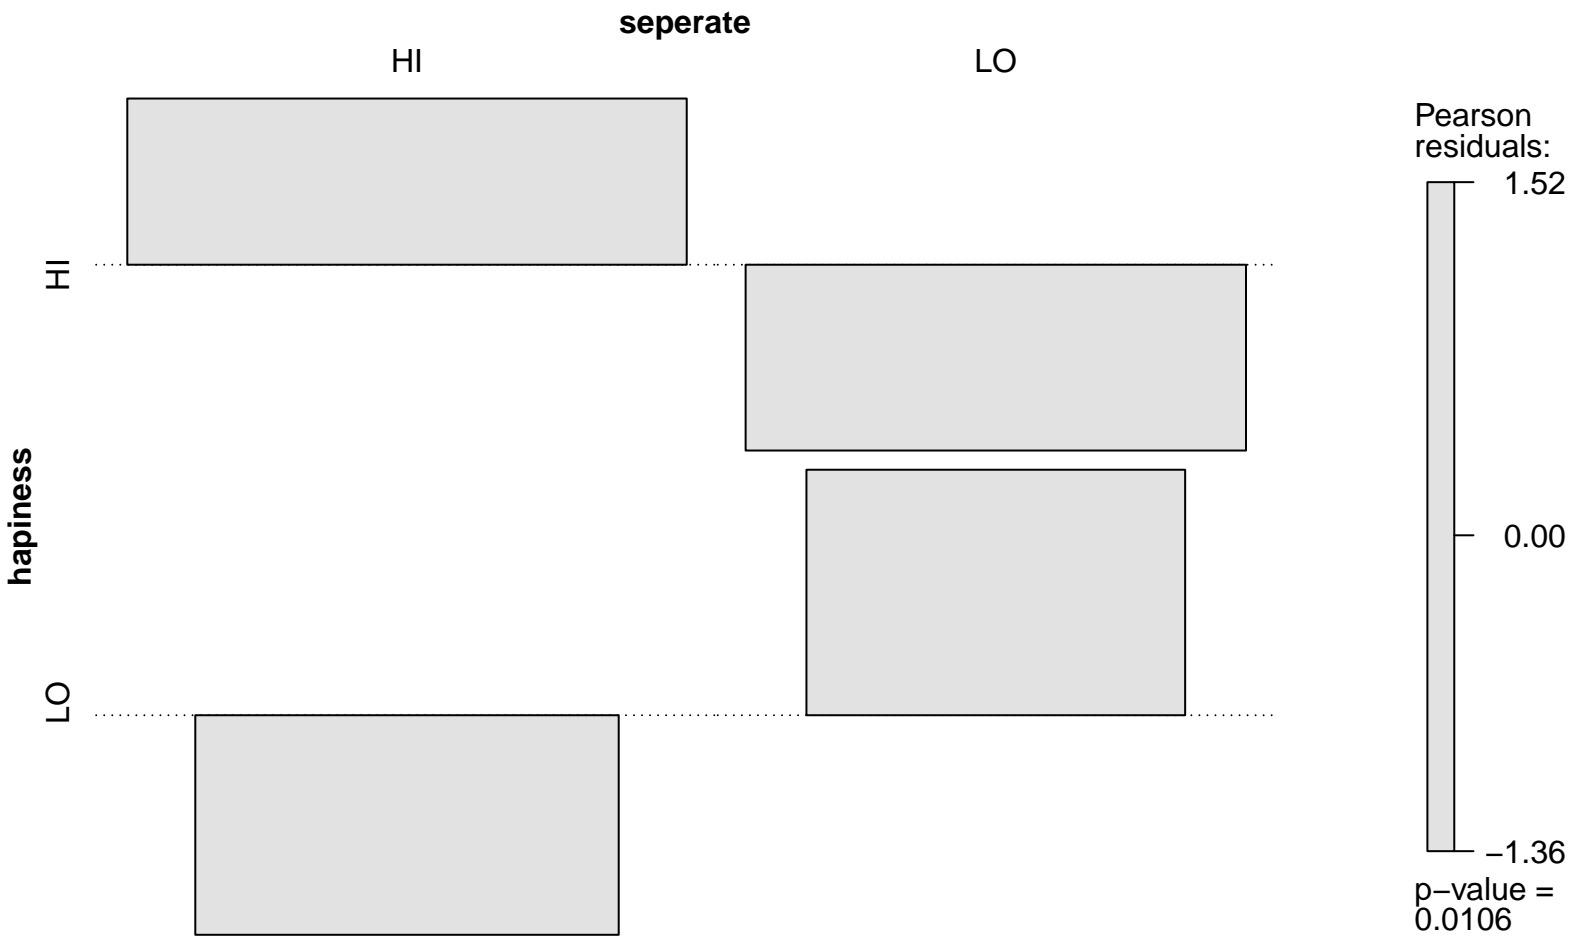 seperate
HI LO
HI
LO
hapiness
Pearson
residuals:
1.52
0.00
−1.36
p−value =
0.0106